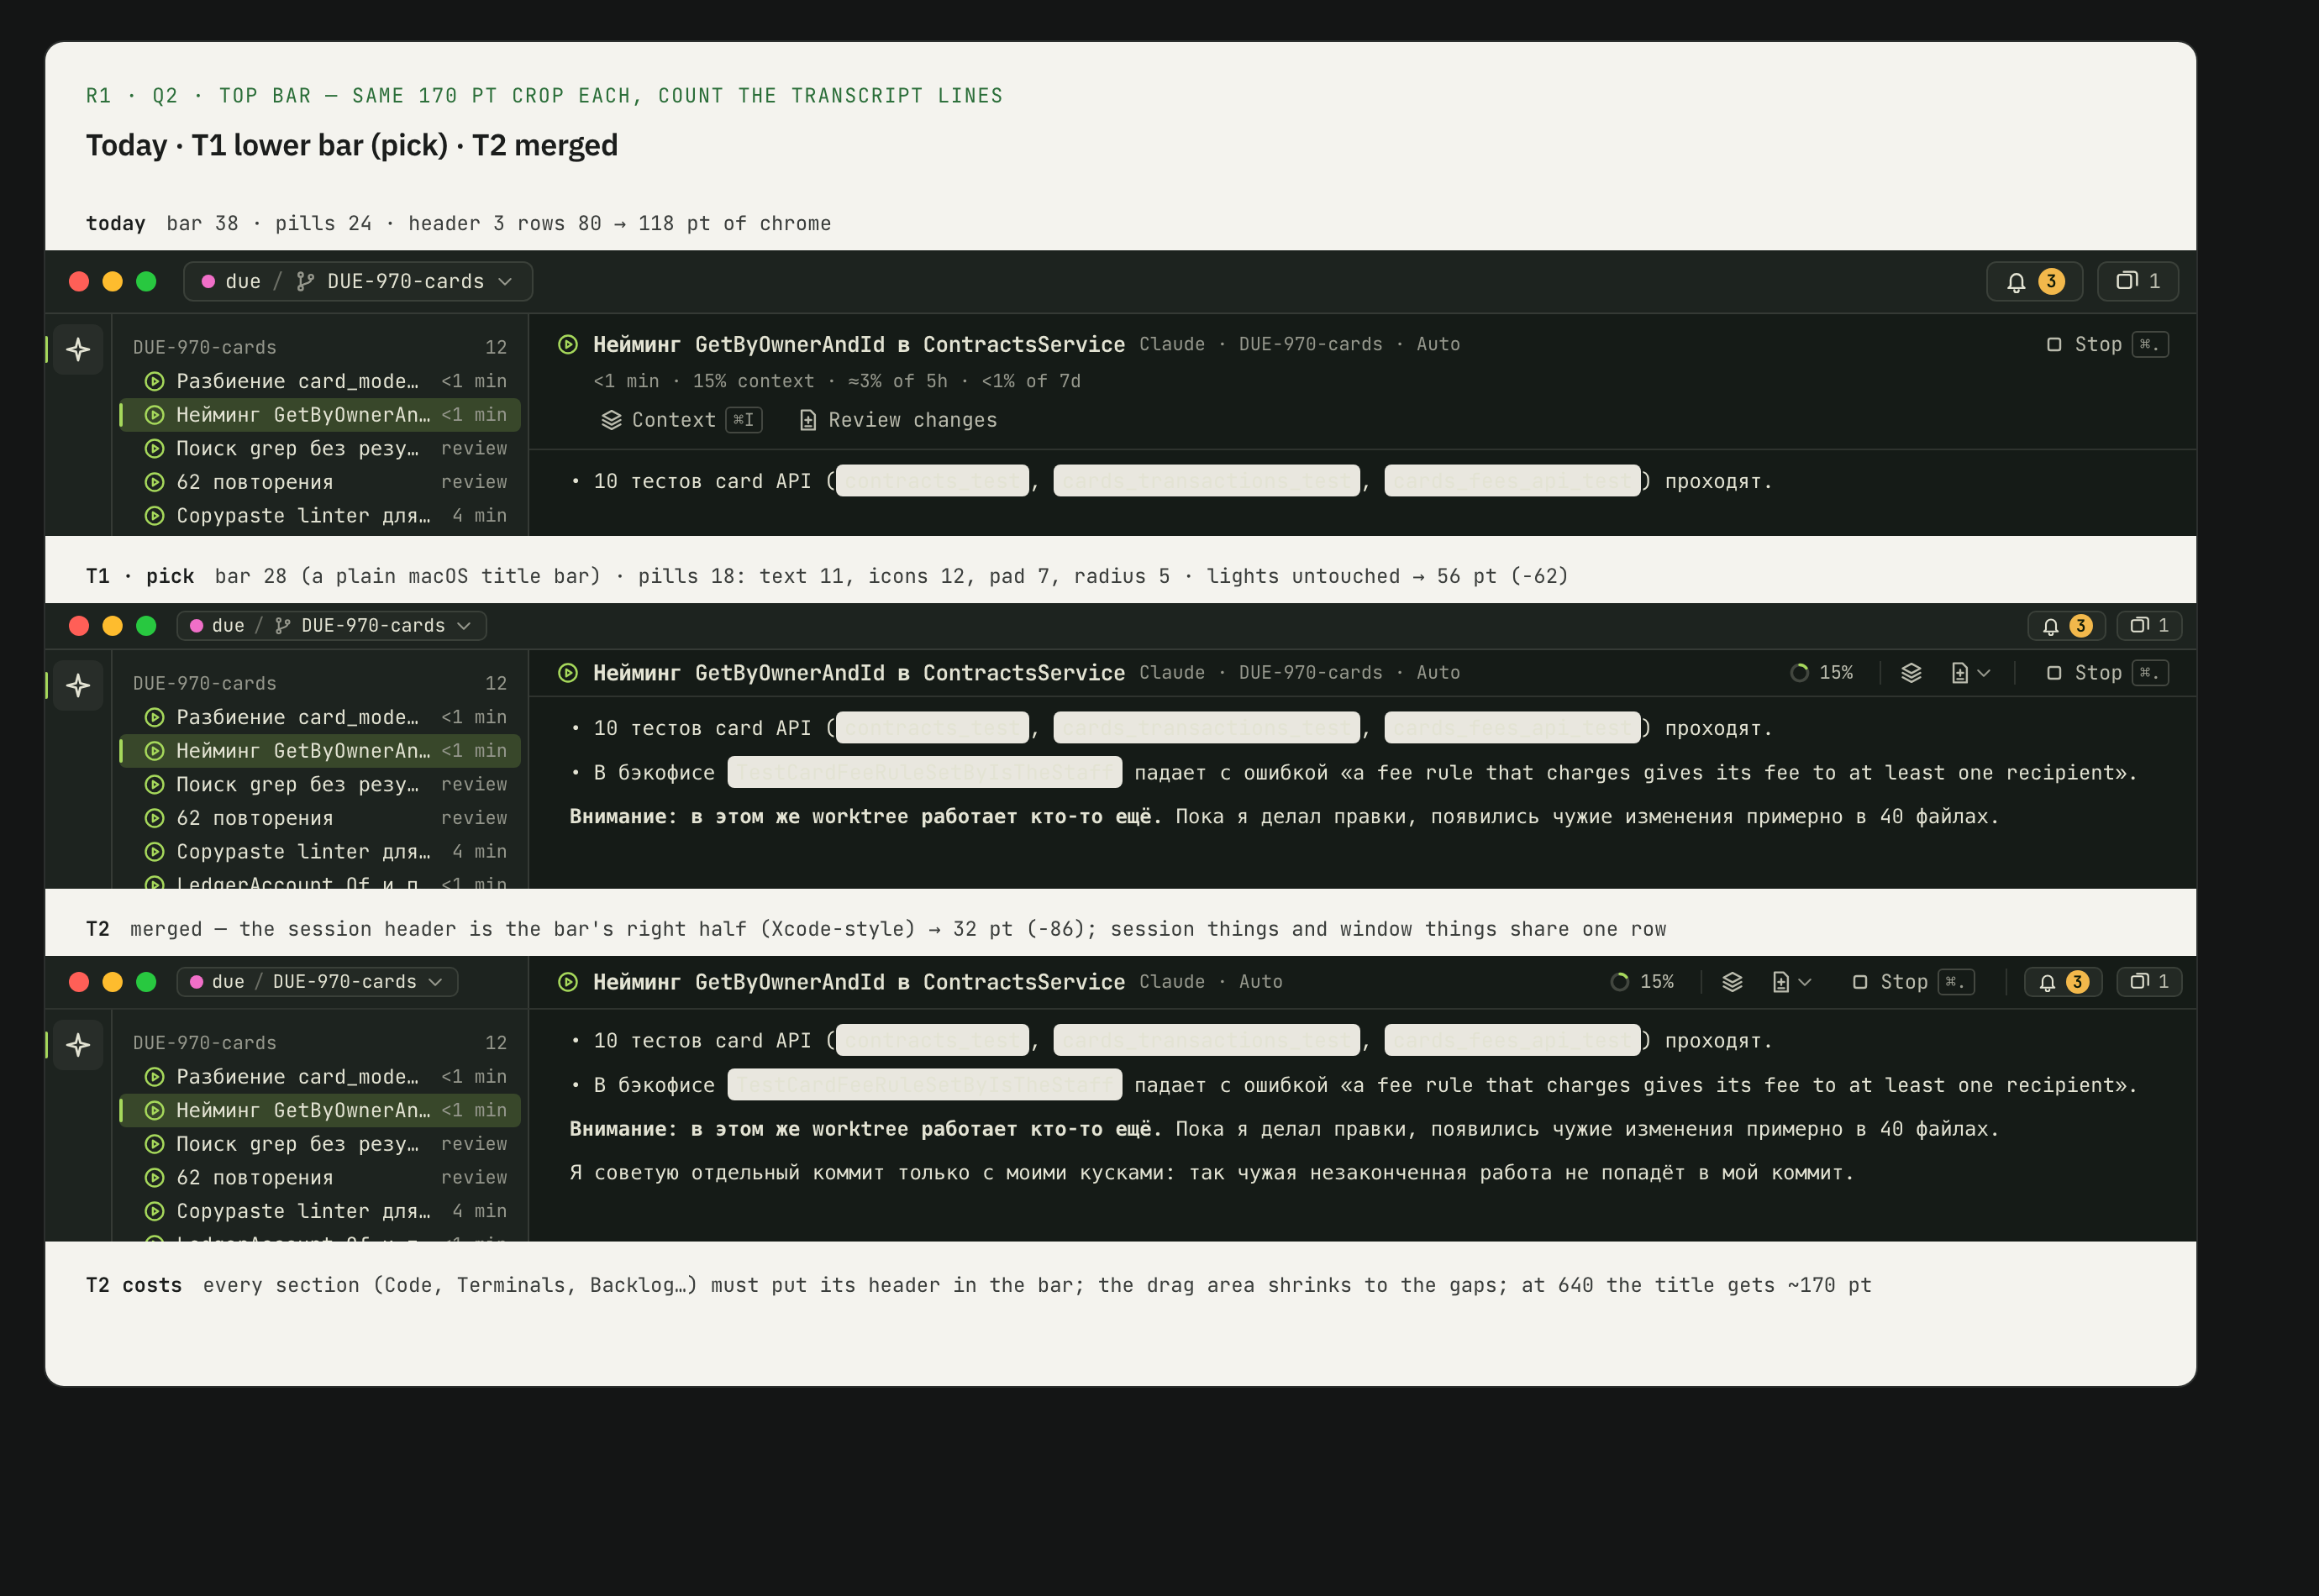 R1 · Q2 · TOP BAR — SAME 170 PT CROP EACH, COUNT THE TRANSCRIPT LINES
Today · T1 lower bar (pick) · T2 merged
today bar 38 · pills 24 · header 3 rows 80 → 118 pt of chrome
due / DUE-970-cards 3 1
DUE-970-cards 12
Разбиение card_mode… <1 min
Нейминг GetByOwnerAn… <1 min
Поиск grep без резу… review
62 повторения review
Copypaste linter для… 4 min
Нейминг GetByOwnerAndId в ContractsService Claude · DUE-970-cards · Auto Stop ⌘.
<1 min · 15% context · ≈3% of 5h · <1% of 7d
Context ⌘I Review changes
• 10 тестов card API (contracts_test, cards_transactions_test, cards_fees_api_test) проходят.
T1 · pick bar 28 (a plain macOS title bar) · pills 18: text 11, icons 12, pad 7, radius 5 · lights untouched → 56 pt (-62)
due / DUE-970-cards 3 1
DUE-970-cards 12
Разбиение card_mode… <1 min
Нейминг GetByOwnerAn… <1 min
Поиск grep без резу… review
62 повторения review
Copypaste linter для… 4 min
LedgerAccount Of и п <1 min
Нейминг GetByOwnerAndId в ContractsService Claude · DUE-970-cards · Auto 15% Stop ⌘.
• 10 тестов card API (contracts_test, cards_transactions_test, cards_fees_api_test) проходят.
• В бэкофисе TestCardFeeRuleSetByIsTheStaff падает с ошибкой «a fee rule that charges gives its fee to at least one recipient».
Внимание: в этом же worktree работает кто-то ещё. Пока я делал правки, появились чужие изменения примерно в 40 файлах.
T2 merged — the session header is the bar's right half (Xcode-style) → 32 pt (-86); session things and window things share one row
due / DUE-970-cards Нейминг GetByOwnerAndId в ContractsService Claude · Auto 15% Stop ⌘. 3 1
DUE-970-cards 12
Разбиение card_mode… <1 min
Нейминг GetByOwnerAn… <1 min
Поиск grep без резу… review
62 повторения review
Copypaste linter для… 4 min
• 10 тестов card API (contracts_test, cards_transactions_test, cards_fees_api_test) проходят.
• В бэкофисе TestCardFeeRuleSetByIsTheStaff падает с ошибкой «a fee rule that charges gives its fee to at least one recipient».
Внимание: в этом же worktree работает кто-то ещё. Пока я делал правки, появились чужие изменения примерно в 40 файлах.
Я советую отдельный коммит только с моими кусками: так чужая незаконченная работа не попадёт в мой коммит.
T2 costs every section (Code, Terminals, Backlog…) must put its header in the bar; the drag area shrinks to the gaps; at 640 the title gets ~170 pt